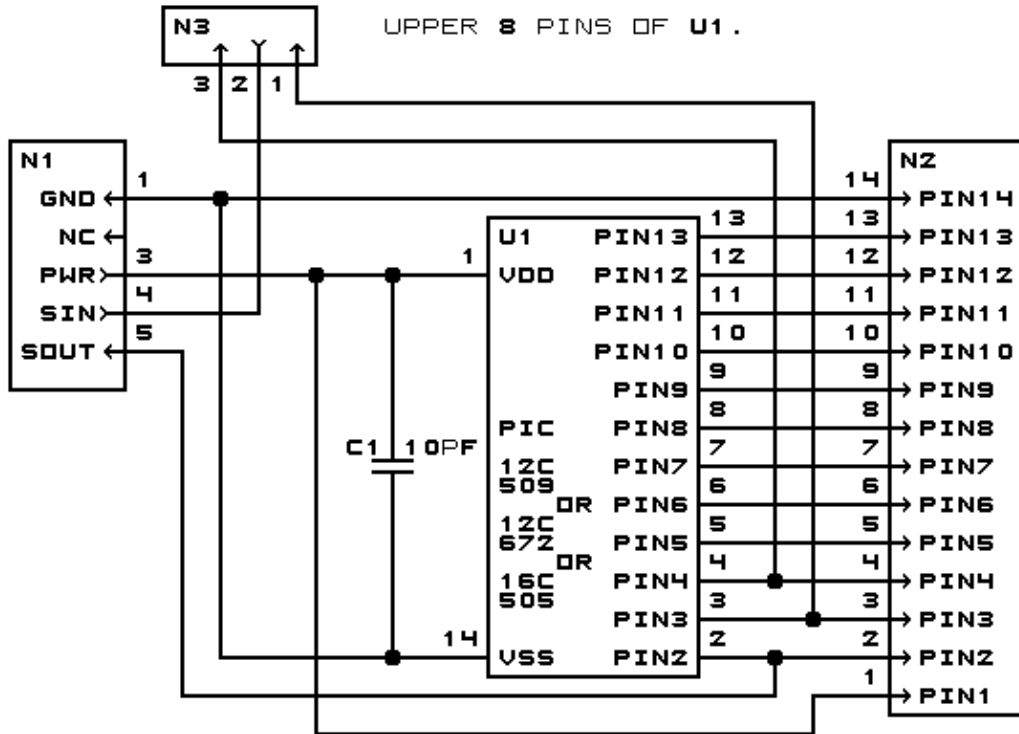 N3
UPPER 8 PINS OF U1.
3 2 1
N1
N2
1
14
GND
PIN14
13
13
NC
U1
PIN13
PIN13
3
1
12
12
PWR
VDD
PIN12
PIN12
4
11
11
SIN
PIN11
PIN11
5
10
10
SOUT
PIN10
PIN10
9
9
PIN9
PIN9
8
8
C1 10PF
PIC
PIN8
PIN8
7
7
12C
PIN7
PIN7
509
6
6
OR
PIN6
PIN6
12C
5
5
672
PIN5
PIN5
OR
4
4
16C
PIN4
PIN4
505
3
3
PIN3
PIN3
14
2
2
VSS
PIN2
PIN2
1
PIN1